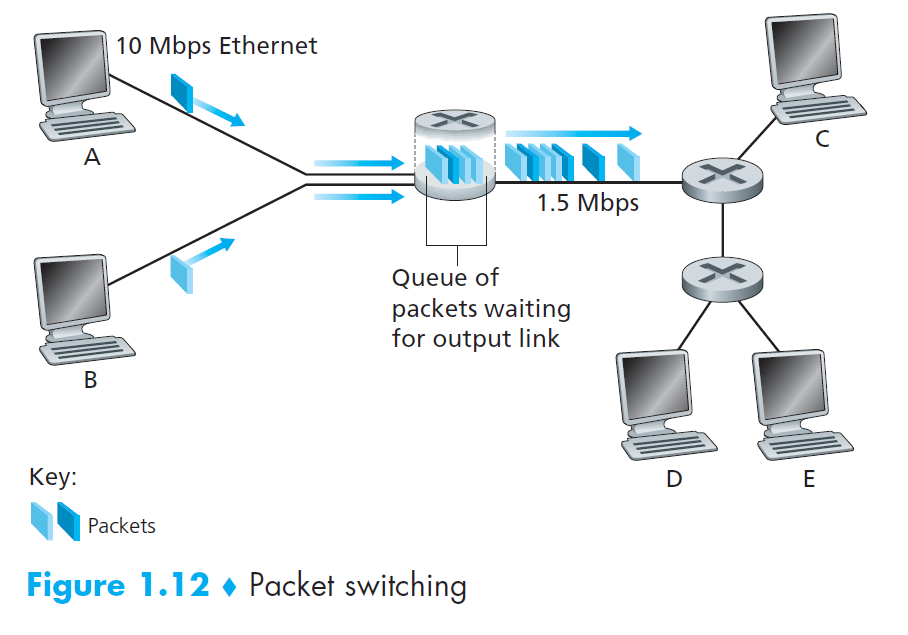 10 Mbps Ethernet
A
C
1.5 Mbps
Queue of
packets waiting
for output link
B
D
E
Key:
Packets
Figure 1.12 ♦ Packet switching